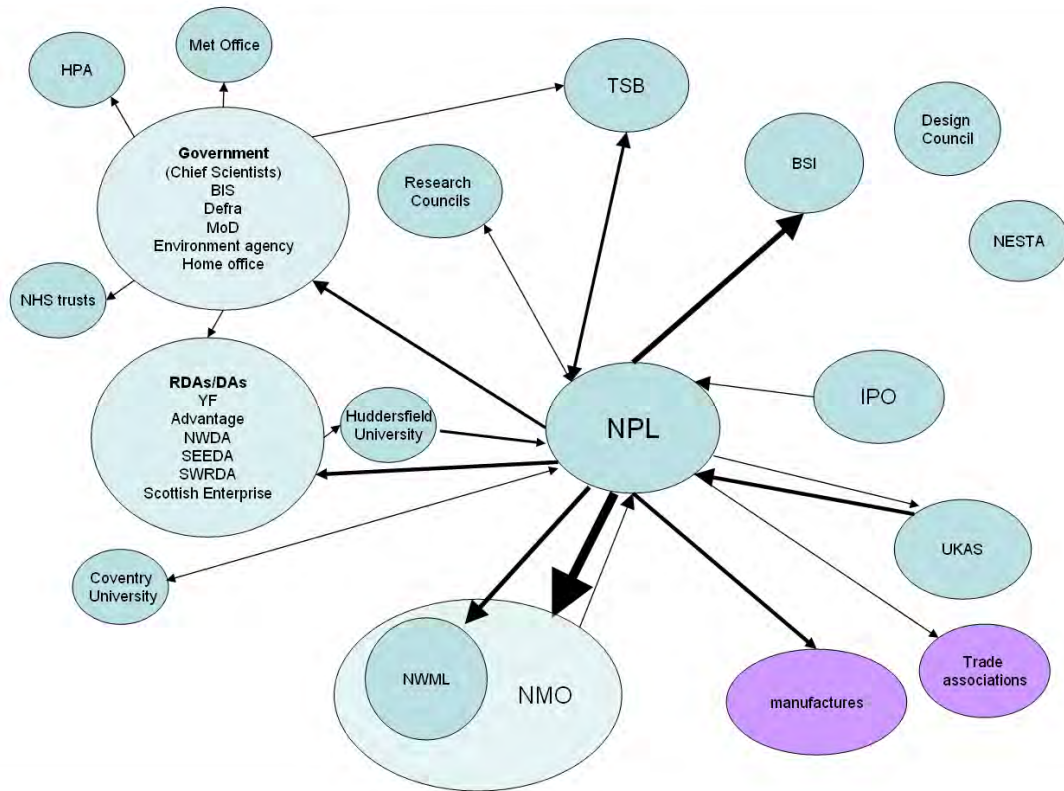 Met Office
HPA
TSB
Design
Council
Government
(Chief Scientists)
BIS
Defra
MoD
Environment agency
Home office
Research
Councils
BSI
NESTA
NHS trusts
RDAs/DAs
YF
Advantage
NWDA
SEEDA
SWRDA
Scottish Enterprise
Huddersfield
University
NPL
IPO
UKAS
Coventry
University
NWML
NMO
manufactures
Trade
associations